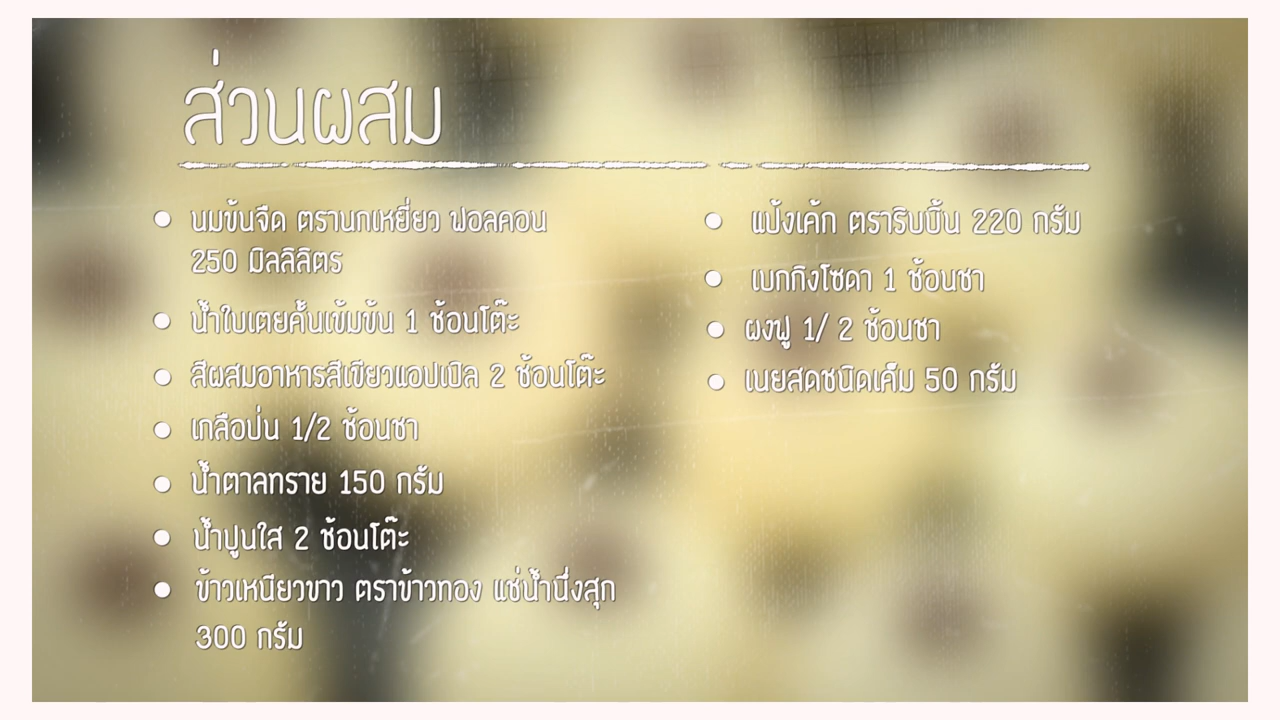 ส่วนผสม
นมข้นจืด ตรานกเหยี่ยว ฟอลคอน
250 มิลลิลิตร
น้ำใบเตยคั้นเข้มข้น 1 ช้อนโต๊ะ
สีผสมอาหารสีเขียวแอปเปิล 2 ช้อนโต๊ะ
เกลือป่น 1/2 ช้อนชา
น้ำตาลทราย 150 กรัม
น้ำปูนใส 2 ช้อนโต๊ะ
ข้าวเหนียวขาว ตราข้าวทอง แช่น้ำนึ่งสุก
300 กรัม
แป้งเค้ก ตราริบบิ้น 220 กรัม
เบกกิงโซดา 1 ช้อนชา
ผงฟู 1/ 2 ช้อนชา
เนยสดชนิดเค็ม 50 กรัม